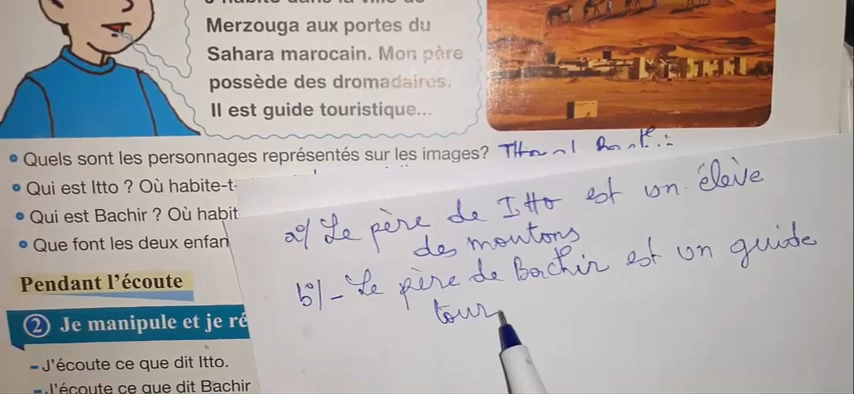 Merzouga aux portes du
Sahara marocain. Mon père
possède des dromadaires.
Il est guide touristique...
• Quels sont les personnages représentés sur les images?
• Qui est Itto ? Où habite-t-
• Qui est Bachir ? Où habit
• Que font les deux enfan
a°/ Le père de Itto est un élève
des moutons
b°/ - Le père de Bachir est un guide
tour
Pendant l'écoute
2 Je manipule et je ré
- J'écoute ce que dit Itto.
- J'écoute ce que dit Bachir